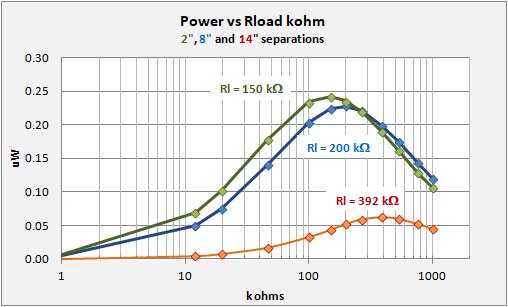 Power vs Rload kohm
2", 8" and 14" separations
0.30
0.25
0.20
0.15
0.10
0.05
0.00
uW
Rl = 150 kΩ
Rl = 200 kΩ
Rl = 392 kΩ
1 10 100 1000
k ohms